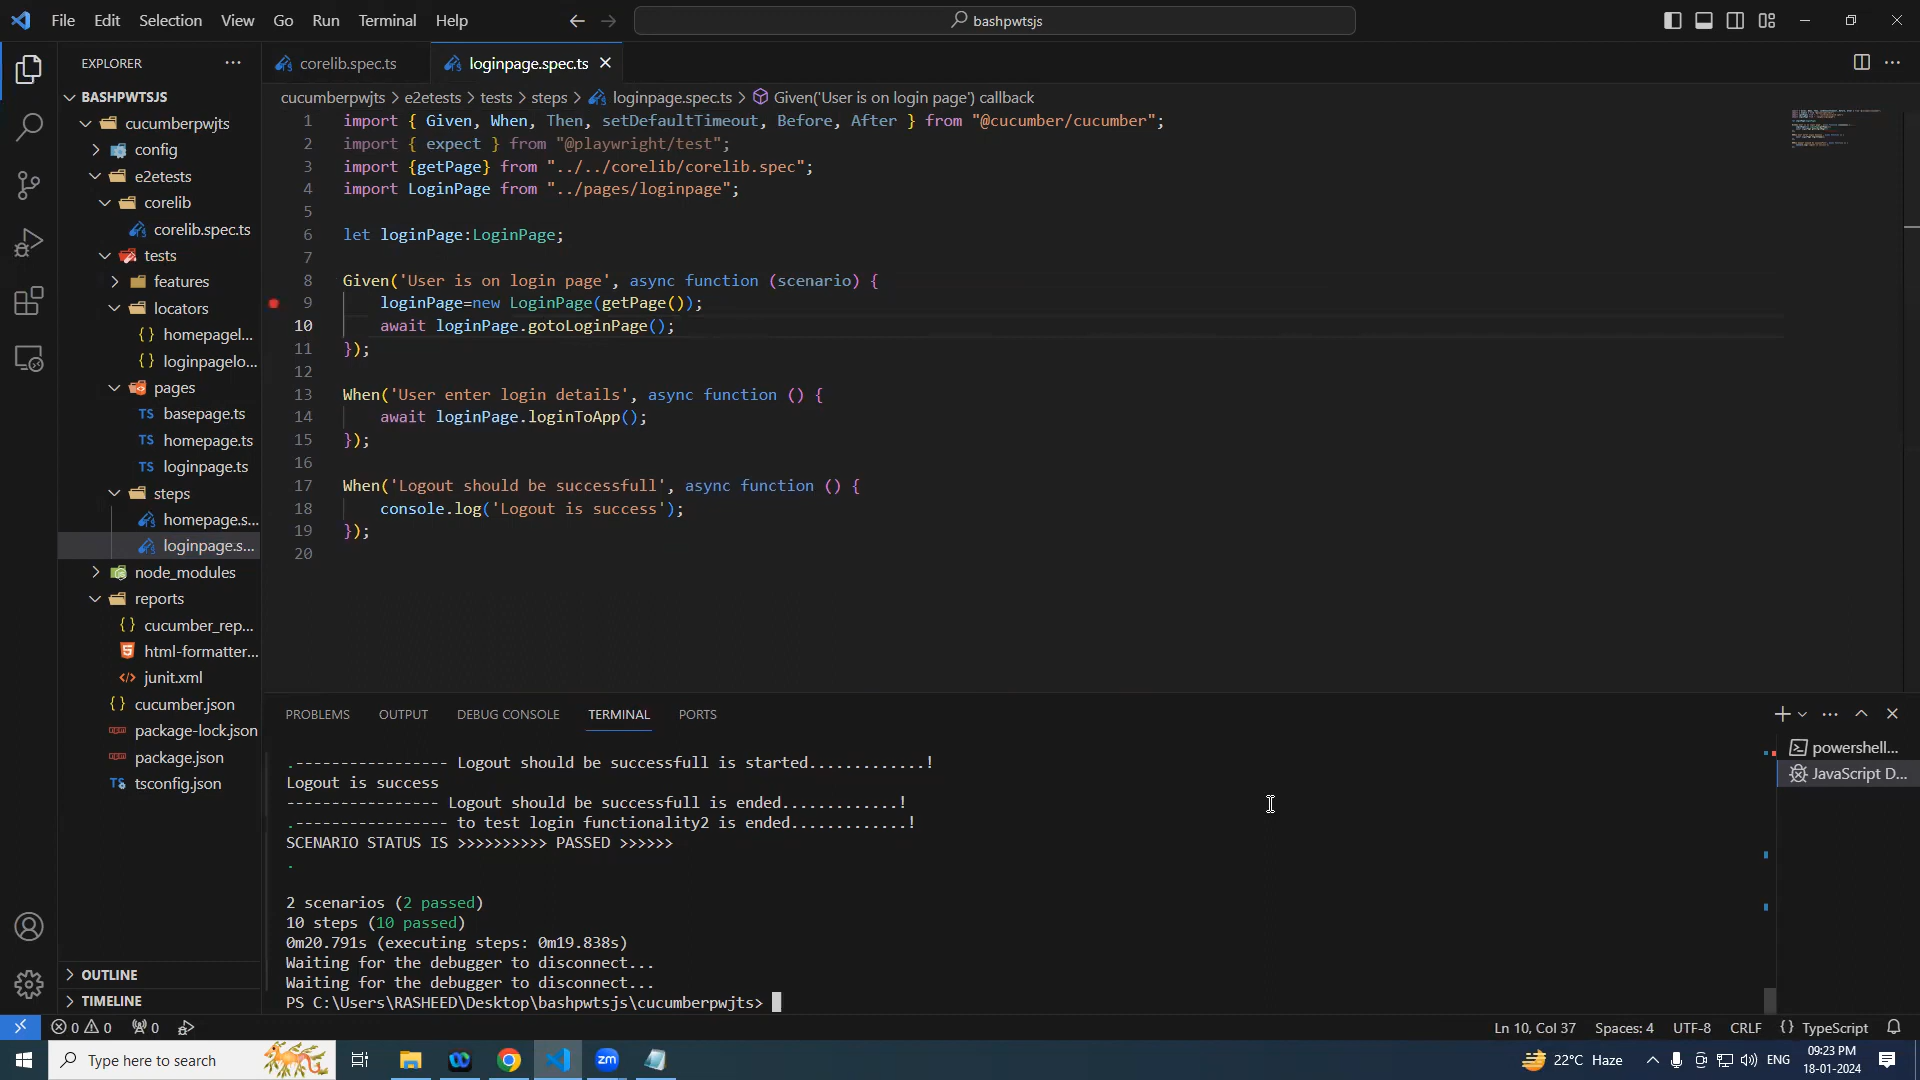 File Edit Selection View Go Run Terminal Help
bashpwtsjs
EXPLORER
corelib.spec.ts
loginpage.spec.ts
cucumberpwjts > e2etests > tests > steps > loginpage.spec.ts > Given('User is on login page') callback
BASHPWTSJS
cucumberpwjts
config
e2etests
corelib
corelib.spec.ts
tests
features
locators
homepagel...
loginpagelo...
pages
basepage.ts
homepage.ts
loginpage.ts
steps
homepage.s...
loginpage.s...
node_modules
reports
cucumber_rep...
html-formatter...
junit.xml
cucumber.json
package-lock.json
package.json
tsconfig.json
OUTLINE
TIMELINE
1 import { Given, When, Then, setDefaultTimeout, Before, After } from "@cucumber/cucumber";
2 import { expect } from "@playwright/test";
3 import {getPage} from "../../corelib/corelib.spec";
4 import LoginPage from "../pages/loginpage";
5
6 let loginPage:LoginPage;
7
8 Given('User is on login page', async function (scenario) {
9 loginPage=new LoginPage(getPage());
10 await loginPage.gotoLoginPage();
11 });
12
13 When('User enter login details', async function () {
14 await loginPage.loginToApp();
15 });
16
17 When('Logout should be successfull', async function () {
18 console.log('Logout is success');
19 });
20
PROBLEMS OUTPUT DEBUG CONSOLE TERMINAL PORTS
.----------------- Logout should be successfull is started.............!
Logout is success
----------------- Logout should be successfull is ended.............!
.----------------- to test login functionality2 is ended.............!
SCENARIO STATUS IS >>>>>>>>>> PASSED >>>>>>
.
2 scenarios (2 passed)
10 steps (10 passed)
0m20.791s (executing steps: 0m19.838s)
Waiting for the debugger to disconnect...
Waiting for the debugger to disconnect...
PS C:\Users\RASHEED\Desktop\bashpwtsjs\cucumberpwjts>
powershell...
JavaScript D...
0 0 0
Ln 10, Col 37 Spaces: 4 UTF-8 CRLF {} TypeScript
Type here to search
zm
22°C Haze
ENG
09:23 PM
18-01-2024